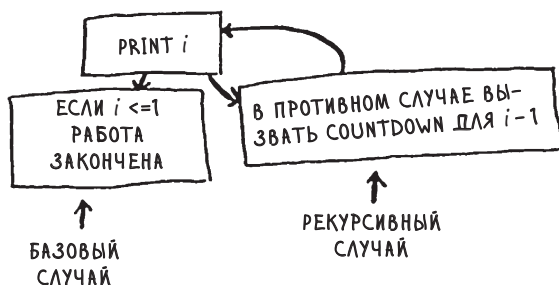 PRINT i
ЕСЛИ i <=1
РАБОТА
ЗАКОНЧЕНА
В ПРОТИВНОМ СЛУЧАЕ ВЫ-
ЗВАТЬ COUNTDOWN ДЛЯ i-1
БАЗОВЫЙ
СЛУЧАЙ
РЕКУРСИВНЫЙ
СЛУЧАЙ